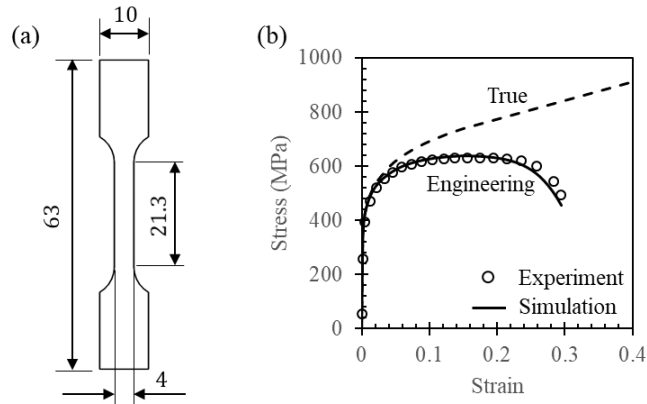 (a)
10
63
21.3
4
(b)
Stress (MPa)
1000
800
600
400
200
0
True
Engineering
Experiment
Simulation
0 0.1 0.2 0.3 0.4
Strain